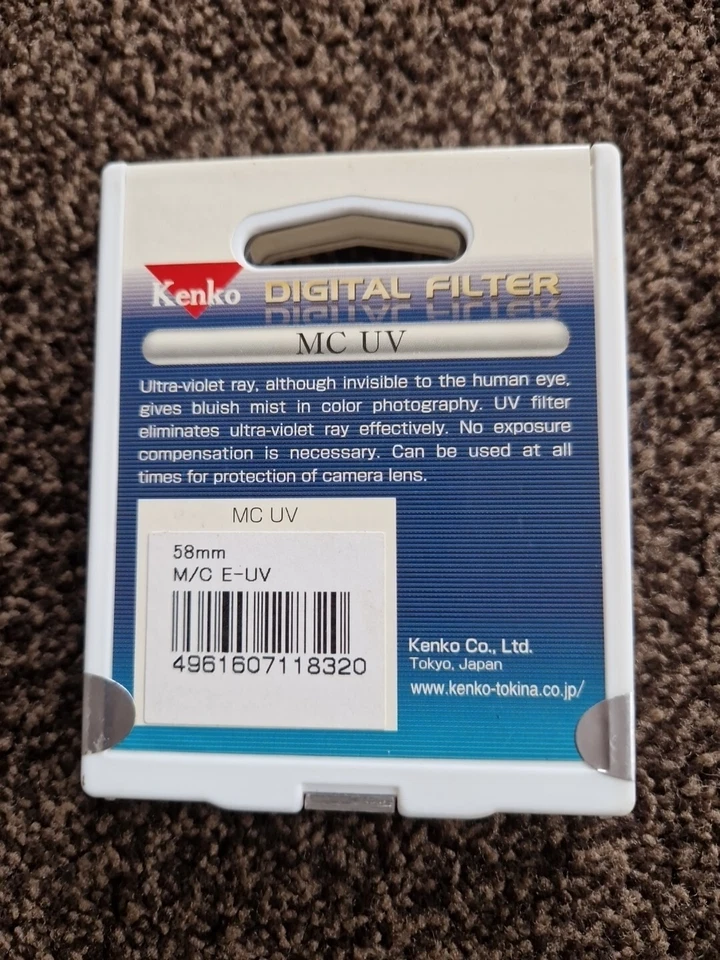 Kenko DIGITAL FILTER
MC UV
Ultra-violet ray, although invisible to the human eye,
gives bluish mist in color photography. UV filter
eliminates ultra-violet ray effectively. No exposure
compensation is necessary. Can be used at all
times for protection of camera lens.
MC UV
58mm
M/C E-UV
4961607118320
Kenko Co., Ltd.
Tokyo, Japan
www.kenko-tokina.co.jp/